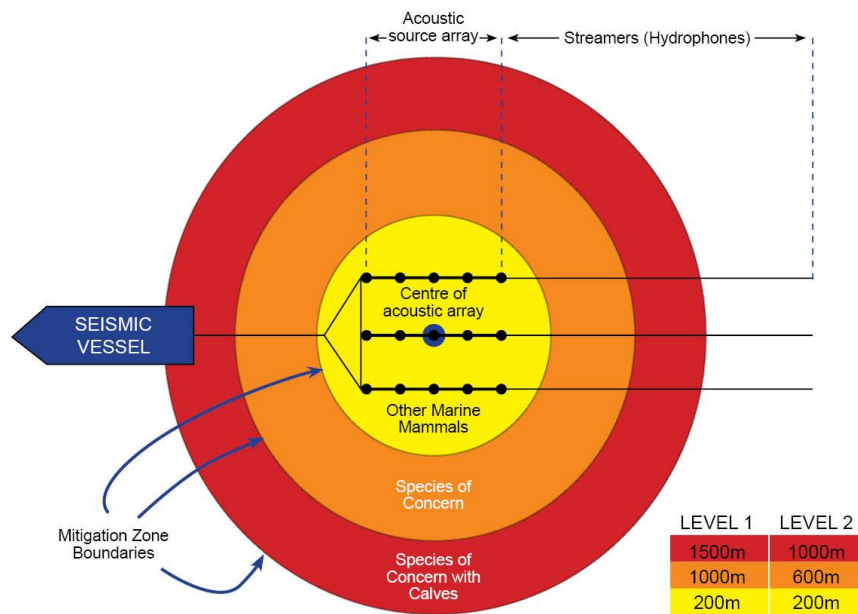 Acoustic
source array
Streamers (Hydrophones)
SEISMIC
VESSEL
Centre of
acoustic array
Other Marine
Mammals
Species of
Concern
Mitigation Zone
Boundaries
Species of
Concern with
Calves
LEVEL 1 LEVEL 2
1500m 1000m
1000m 600m
200m 200m